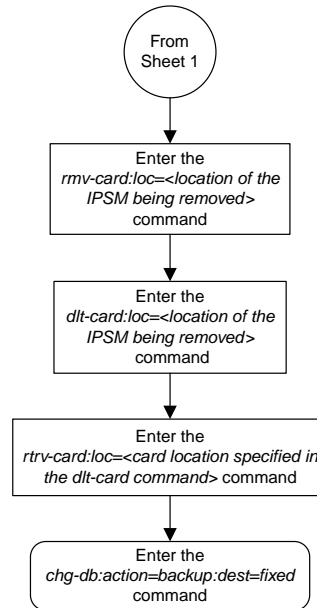 From
Sheet 1
Enter the
rmv-card:loc=<location of the
IPSM being removed>
command
Enter the
dlt-card:loc=<location of the
IPSM being removed>
command
Enter the
rtrv-card:loc=<card location specified in
the dlt-card command> command
Enter the
chg-db:action=backup:dest=fixed
command